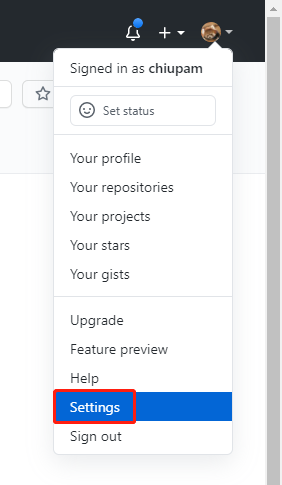 Signed in as chiupam
Set status
Your profile
Your repositories
Your projects
Your stars
Your gists
Upgrade
Feature preview
Help
Settings
Sign out